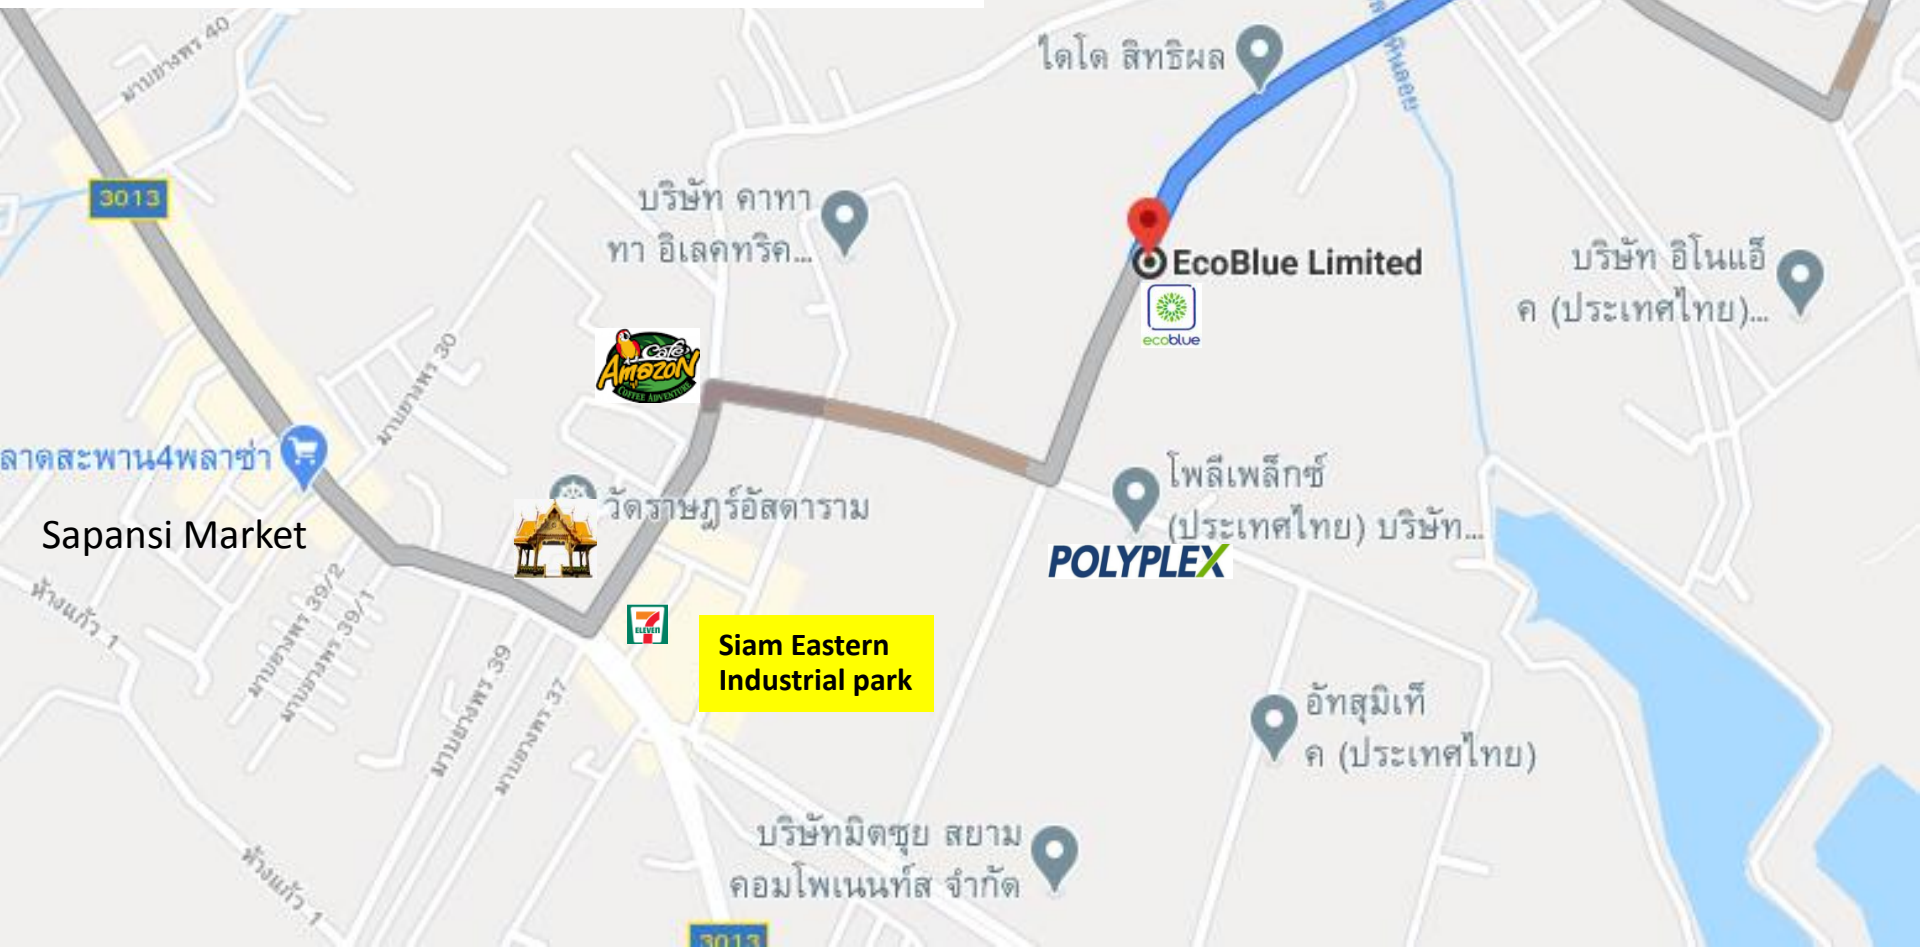 มาบยางพร 40
ไดโด สิทธิผล
หินลอย
3013
บริษัท คาทา
ทา อิเลคทริค...
EcoBlue Limited
ecoblue
บริษัท อิโนแอ็
ค (ประเทศไทย)...
มาบยางพร 30
Café
Amazon
COFFEE ADVENTURE
ลาดสะพาน4พลาซ่า
Sapansi Market
วัดราษฎร์อัสดาราม
โพลีเพล็กซ์
(ประเทศไทย) บริษัท...
POLYPLEX
7
ELEVEN
Siam Eastern
Industrial park
ห้วงแก้ว 1
มาบยางพร 39/2
มาบยางพร 39/1
มาบยางพร 39
มาบยางพร 37
อัทสุมิเท็
ค (ประเทศไทย)
บริษัทมิตซุย สยาม
คอมโพเนนท์ส จำกัด
ห้วงแก้ว 1
3013